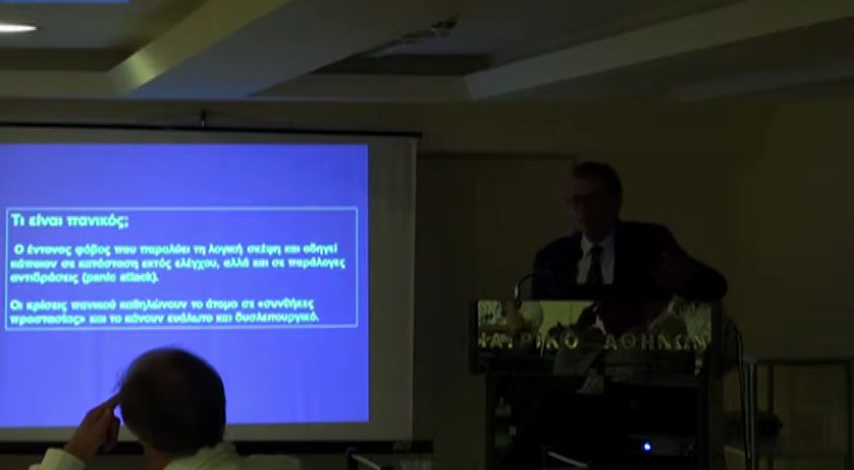 Τι είναι πανικός;
Ο έντονος φόβος που παραλύει τη λογική σκέψη και οδηγεί
κάποιον σε κατάσταση εκτός ελέγχου, αλλά και σε παράλογες
αντιδράσεις (panic attack).
Οι κρίσεις πανικού καθηλώνουν το άτομο σε «συνθήκες
προστασίας» και το κάνουν ευάλωτο και δυσλειτουργικό.
ΙΑΤΡΙΚΟ ΑΘΗΝΩΝ